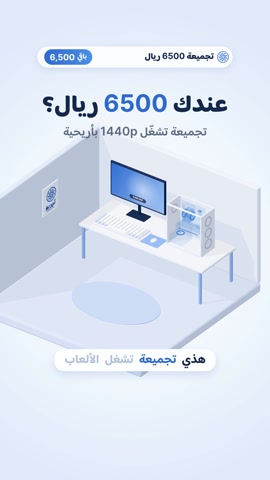 تجميعة 6500 ريال
باقي 6,500
عندك 6500 ريال؟
تجميعة تشغّل 1440p بأريحية
هذي تجميعة تشغل الألعاب